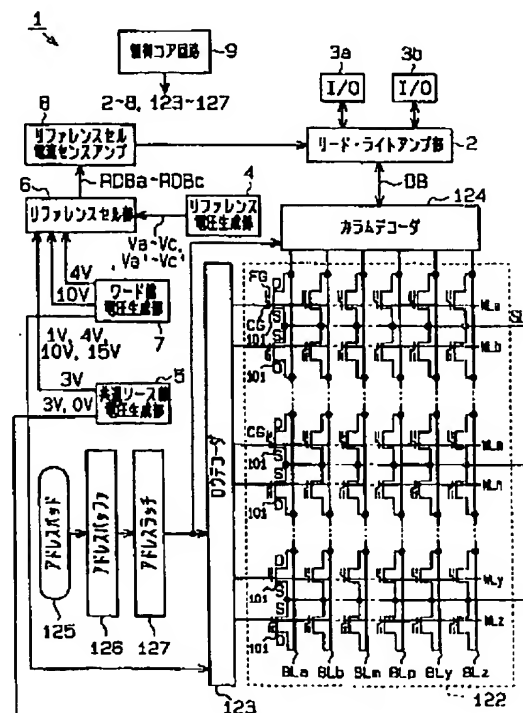 1
制御コア回路
9
2~8, 123~127
3a
3b
I/O
I/O
8
リファレンスセル
電流センスアンプ
リード・ライトアンプ部
2
RDBa~RDBc
DB
6
4
124
リファレンスセル部
リファレンス
電圧生成部
カラムデコーダ
Va~Vc,
Va'~Vc'
4V
10V
ワード線
電圧生成部
7
1V, 4V,
10V, 15V
5
3V
3V, 0V
共通ソース線
電圧生成部
FG
D
WLa
S
SL
CG
101
S
WLb
101
D
ロウデコーダ
D
CG
WLm
101
S
S
WLn
101
D
アドレスパッド
アドレスバッファ
アドレスラッチ
D
WLy
101
S
S
WLz
101
D
125
126
127
BLa
BLb
BLm
BLp
BLy
BLz
123
122